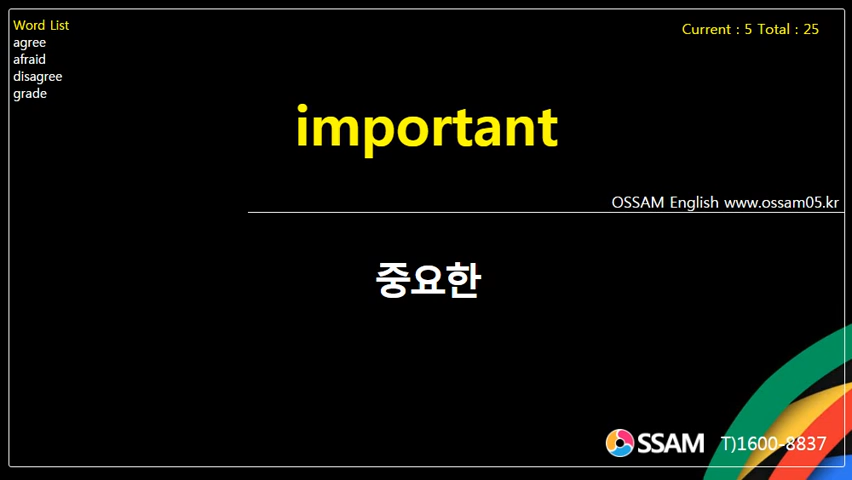 Word List
agree
afraid
disagree
grade
Current : 5 Total : 25
important
OSSAM English www.ossam05.kr
중요한
OSSAM T)1600-8837